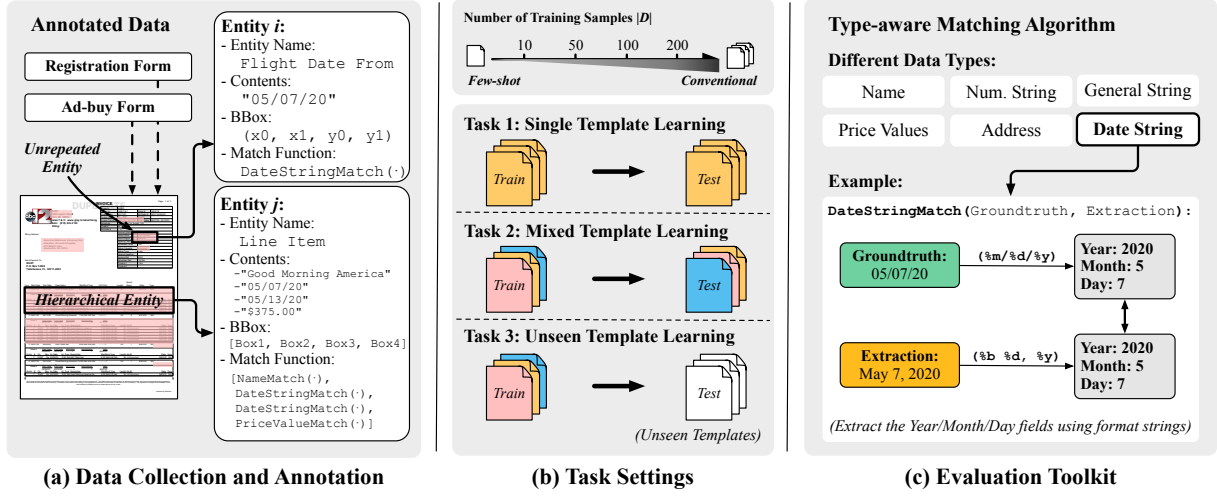 Annotated Data
Registration Form
Ad-buy Form
Unrepeated
Entity
Hierarchical Entity
Entity i:
- Entity Name:
Flight Date From
- Contents:
"05/07/20"
- BBox:
(x0, x1, y0, y1)
- Match Function:
DateStringMatch(·)
Entity j:
- Entity Name:
Line Item
- Contents:
-"Good Morning America"
-"05/07/20"
-"05/13/20"
-"$375.00"
- BBox:
[Box1, Box2, Box3, Box4]
- Match Function:
[NameMatch(·),
DateStringMatch(·),
DateStringMatch(·),
PriceValueMatch(·)]
(a) Data Collection and Annotation
Number of Training Samples |D|
10 50 100 200
Few-shot Conventional
Task 1: Single Template Learning
Train Test
Task 2: Mixed Template Learning
Train Test
Task 3: Unseen Template Learning
Train Test
(Unseen Templates)
(b) Task Settings
Type-aware Matching Algorithm
Different Data Types:
Name Num. String General String
Price Values Address Date String
Example:
DateStringMatch(Groundtruth, Extraction):
Groundtruth:
05/07/20
(%m/%d/%y)
Year: 2020
Month: 5
Day: 7
Extraction:
May 7, 2020
(%b %d, %y)
Year: 2020
Month: 5
Day: 7
(Extract the Year/Month/Day fields using format strings)
(c) Evaluation Toolkit